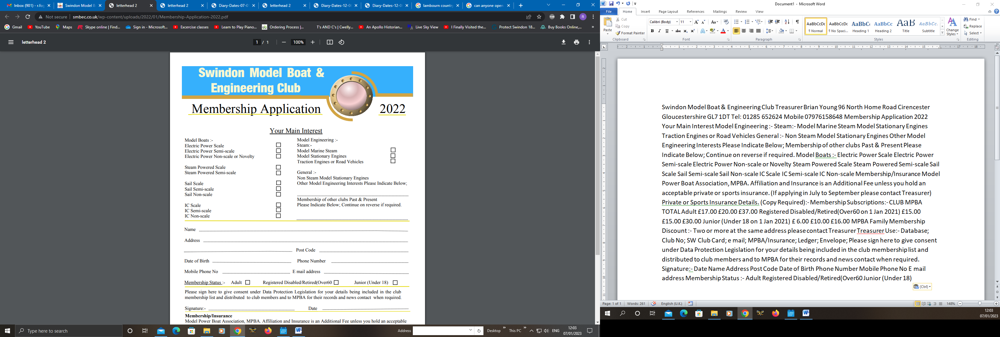 Inbox (901) - r.fog
Swindon Model B
letterhead 2
letterhead 2
Diary-Dates-07-0
letterhead 2
Diary-Dates-12-0
Diary-Dates-12-0
lambourn country
can anyone open
Not secure
smbec.co.uk/wp-content/uploads/2022/01/Membership-Application-2022.pdf
Gmail
YouTube
Maps
Skype online | Find...
Sign in - Microsoft...
Excercise classes
Learn to Play Piano...
Ordering Process |...
T's AND C's | Cwelly...
An Apollo Historian...
Live Sky View
I Finally Visited the...
Protect Swindon 18...
Buy Books Online,...
letterhead 2
1 / 1
100%
Swindon Model Boat &
Engineering Club
Membership Application 2022
Your Main Interest
Model Boats :-
Electric Power Scale
Electric Power Semi-scale
Electric Power Non-scale or Novelty
Steam Powered Scale
Steam Powered Semi-scale
Sail Scale
Sail Semi-scale
Sail Non-scale
IC Scale
IC Semi-scale
IC Non-scale
Model Engineering :-
Steam:-
Model Marine Steam
Model Stationary Engines
Traction Engines or Road Vehicles
General :-
Non Steam Model Stationary Engines
Other Model Engineering Interests Please Indicate Below;
Membership of other clubs Past & Present
Please Indicate Below; Continue on reverse if required.
Name
Address
Post Code
Date of Birth Phone Number
Mobile Phone No E mail address
Membership Status :- Adult Registered Disabled/Retired(Over60 Junior (Under 18)
Please sign here to give consent under Data Protection Legislation for your details being included in the club
membership list and distributed to club members and to MPBA for their records and news contact when required.
Signature:- Date
Membership/Insurance
Model Power Boat Association, MPBA. Affiliation and Insurance is an Additional Fee unless you hold an acceptable
Type here to search
Address
Desktop
This PC
ENG
12:03
07/01/2023
Document1 - Microsoft Word
File
Home
Insert
Page Layout
References
Mailings
Review
View
Paste
Cut
Copy
Format Painter
Clipboard
Calibri (Body)
11
Font
Paragraph
AaBbCcDc
¶ Normal
AaBbCcDc
¶ No Spaci...
AaBbC
Heading 1
AaBbCc
Heading 2
AaB
Title
AaBbCc.
Subtitle
Change
Styles
Styles
Find
Replace
Select
Editing
Swindon Model Boat & Engineering Club Treasurer Brian Young 96 North Home Road Cirencester
Gloucestershire GL7 1DT Tel: 01285 652624 Mobile 07976158648 Membership Application 2022
Your Main Interest Model Engineering :- Steam:- Model Marine Steam Model Stationary Engines
Traction Engines or Road Vehicles General :- Non Steam Model Stationary Engines Other Model
Engineering Interests Please Indicate Below; Membership of other clubs Past & Present Please
Indicate Below; Continue on reverse if required. Model Boats :- Electric Power Scale Electric Power
Semi-scale Electric Power Non-scale or Novelty Steam Powered Scale Steam Powered Semi-scale Sail
Scale Sail Semi-scale Sail Non-scale IC Scale IC Semi-scale IC Non-scale Membership/Insurance Model
Power Boat Association, MPBA. Affiliation and Insurance is an Additional Fee unless you hold an
acceptable private or sports insurance. (If applying in July to September please contact Treasurer)
Private or Sports Insurance Details. (Copy Required):- Membership Subscriptions:- CLUB MPBA
TOTAL Adult £17.00 £20.00 £37.00 Registered Disabled/Retired(Over60 on 1 Jan 2021) £15.00
£15.00 £30.00 Junior (Under 18 on 1 Jan 2021) £ 6.00 £10.00 £16.00 MPBA Family Membership
Discount :- Two or more at the same address please contact Treasurer Treasurer Use:- Database;
Club No; SW Club Card; e mail; MPBA/Insurance; Ledger; Envelope; Please sign here to give consent
under Data Protection Legislation for your details being included in the club membership list and
distributed to club members and to MPBA for their records and news contact when required.
Signature:- Date Name Address Post Code Date of Birth Phone Number Mobile Phone No E mail
address Membership Status :- Adult Registered Disabled/Retired(Over60 Junior (Under 18)
(Ctrl)
Page: 1 of 1
Words: 261
English (U.K.)
148%
12:03
07/01/2023